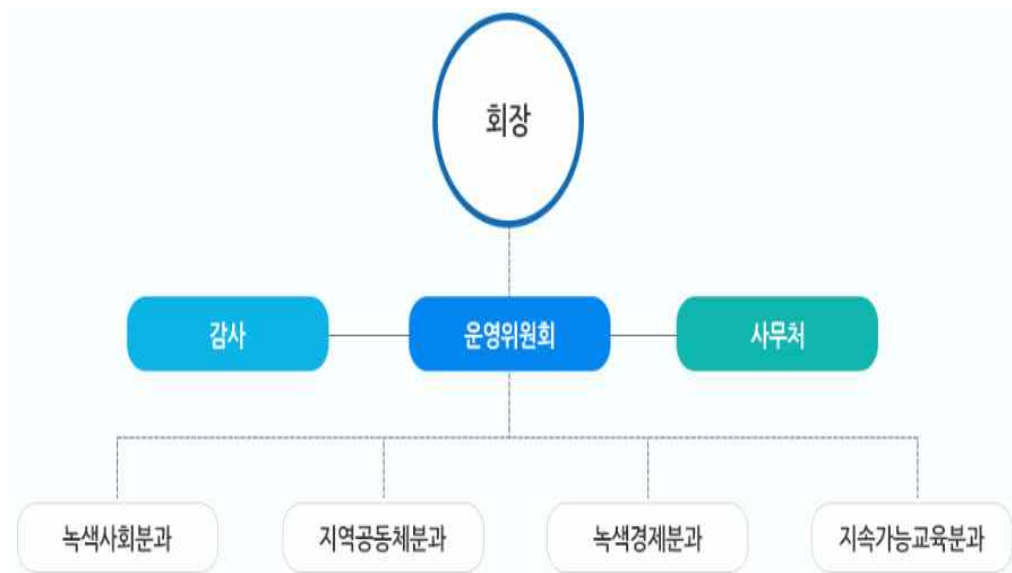 회장
감사
운영위원회
사무처
녹색사회분과
지역공동체분과
녹색경제분과
지속가능교육분과